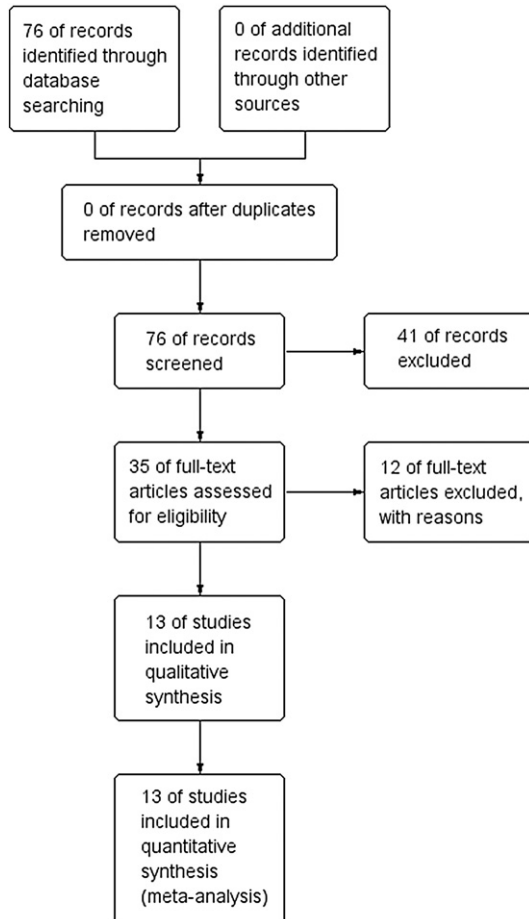 76 of records
identified through
database
searching
0 of additional
records identified
through other
sources
0 of records after duplicates
removed
76 of records
screened
41 of records
excluded
35 of full-text
articles assessed
for eligibility
12 of full-text
articles excluded,
with reasons
13 of studies
included in
qualitative
synthesis
13 of studies
included in
quantitative
synthesis
(meta-analysis)